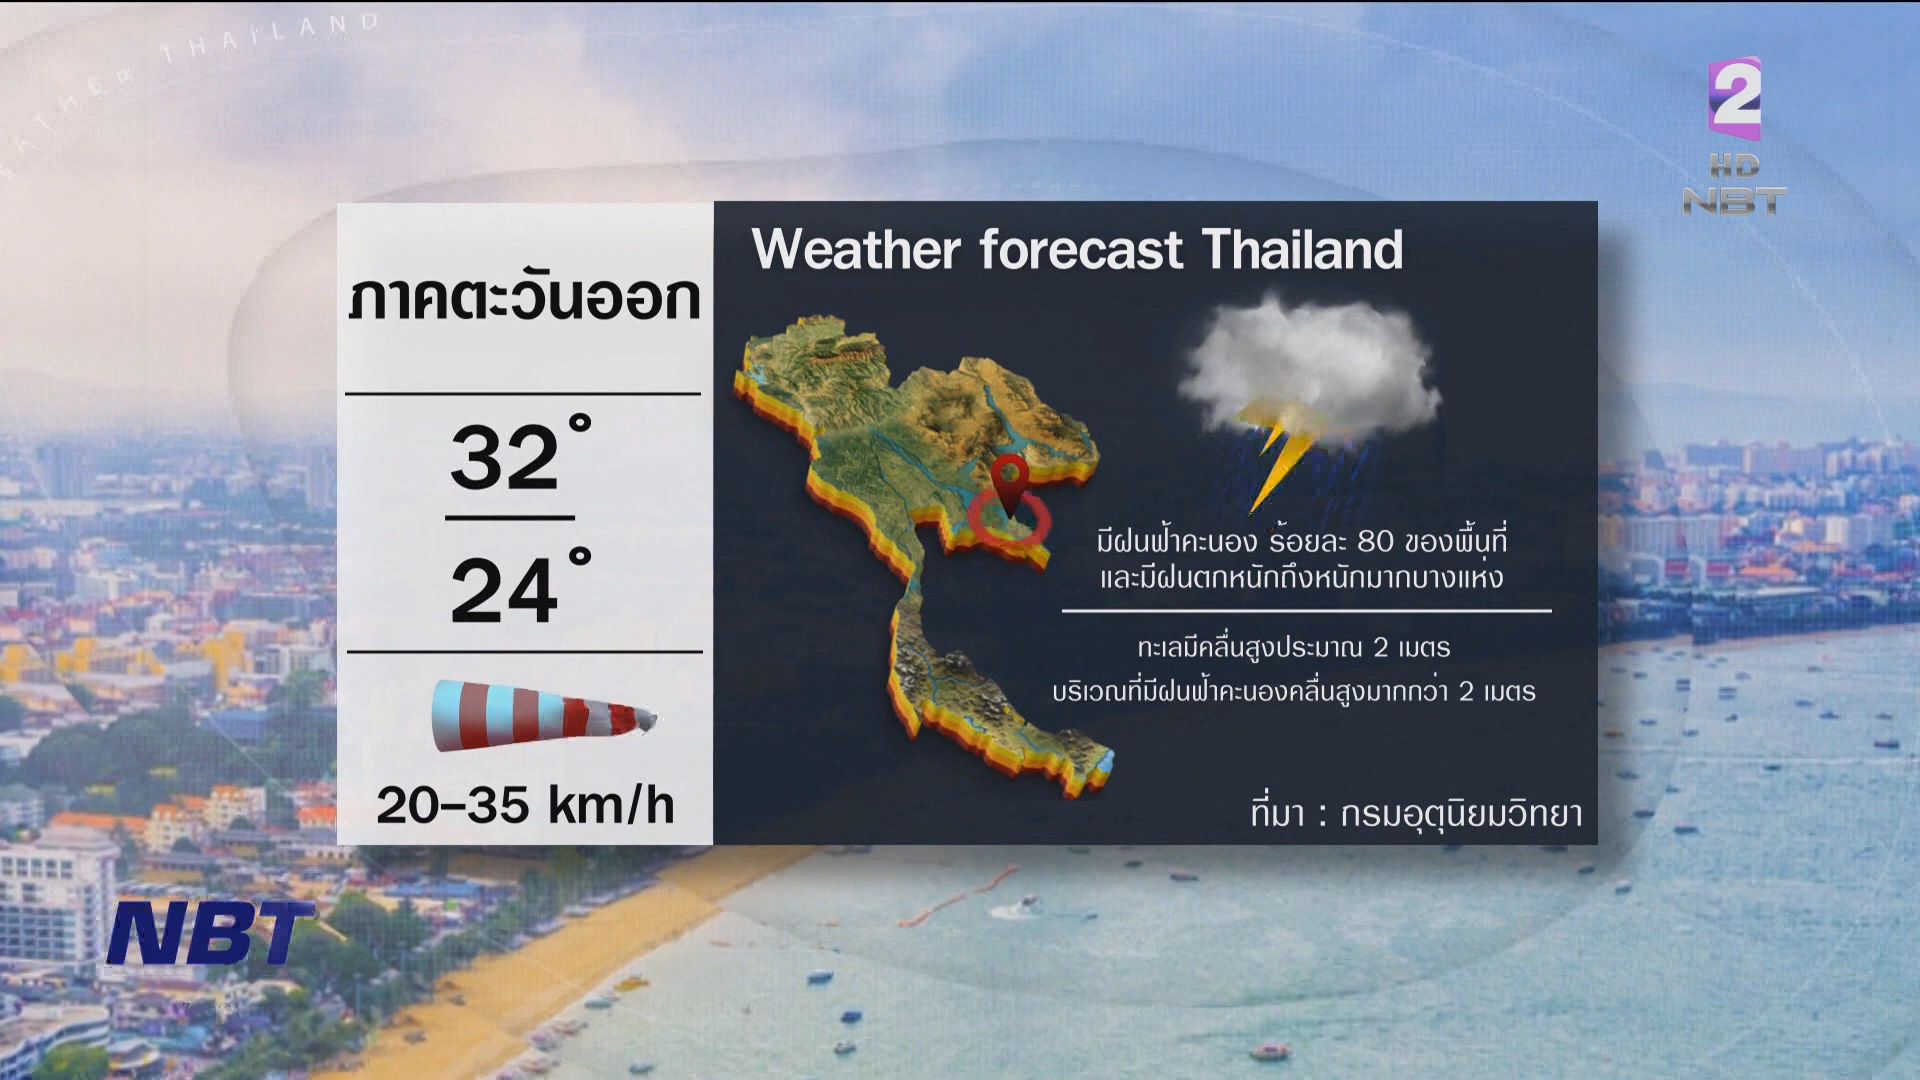 WEATHER THAILAND
2
HD
NBT
Weather forecast Thailand
ภาคตะวันออก
32°
24°
20–35 km/h
มีฝนฟ้าคะนอง ร้อยละ 80 ของพื้นที่
และมีฝนตกหนักถึงหนักมากบางแห่ง
ทะเลมีคลื่นสูงประมาณ 2 เมตร
บริเวณที่มีฝนฟ้าคะนองคลื่นสูงมากกว่า 2 เมตร
ที่มา : กรมอุตุนิยมวิทยา
NBT